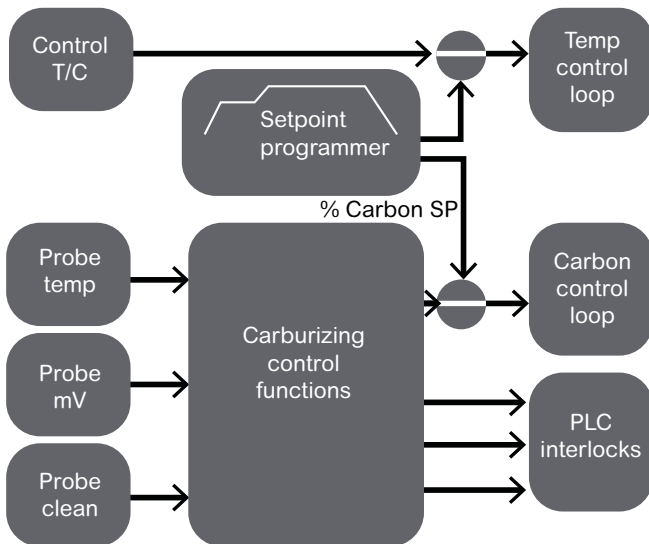 Control
T/C
Temp
control
loop
Setpoint
programmer
% Carbon SP
Probe
temp
Carbon
control
loop
Carburizing
control
functions
Probe
mV
PLC
interlocks
Probe
clean